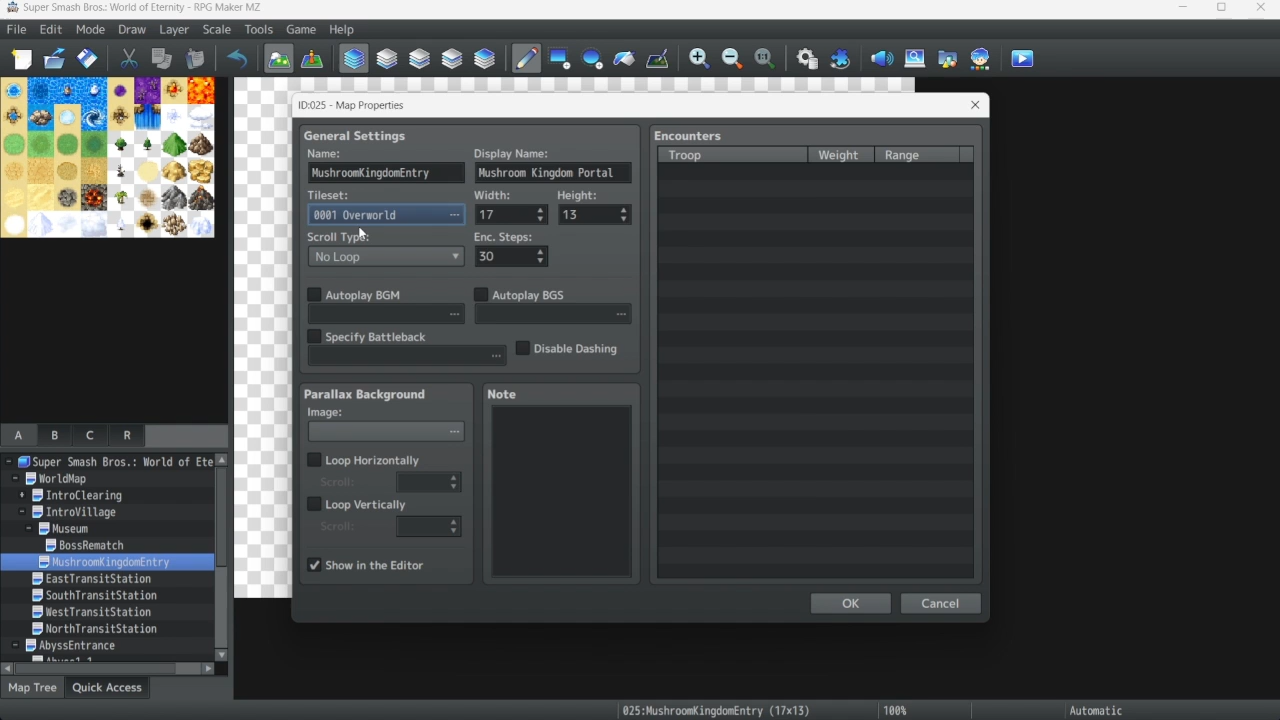 Super Smash Bros.: World of Eternity - RPG Maker MZ
File Edit Mode Draw Layer Scale Tools Game Help
ID:025 - Map Properties
General Settings
Name: Display Name:
MushroomKingdomEntry Mushroom Kingdom Portal
Tileset: Width: Height:
0001 Overworld ... 17 13
Scroll Type: Enc. Steps:
No Loop 30
Autoplay BGM Autoplay BGS
... ...
Specify Battleback
... Disable Dashing
Parallax Background
Image:
...
Loop Horizontally
Scroll:
Loop Vertically
Scroll:
Show in the Editor
Note
Encounters
Troop Weight Range
OK Cancel
A B C R
Super Smash Bros.: World of Ete
WorldMap
IntroClearing
IntroVillage
Museum
BossRematch
MushroomKingdomEntry
EastTransitStation
SouthTransitStation
WestTransitStation
NorthTransitStation
AbyssEntrance
Map Tree Quick Access
025:MushroomKingdomEntry (17x13) 100% Automatic